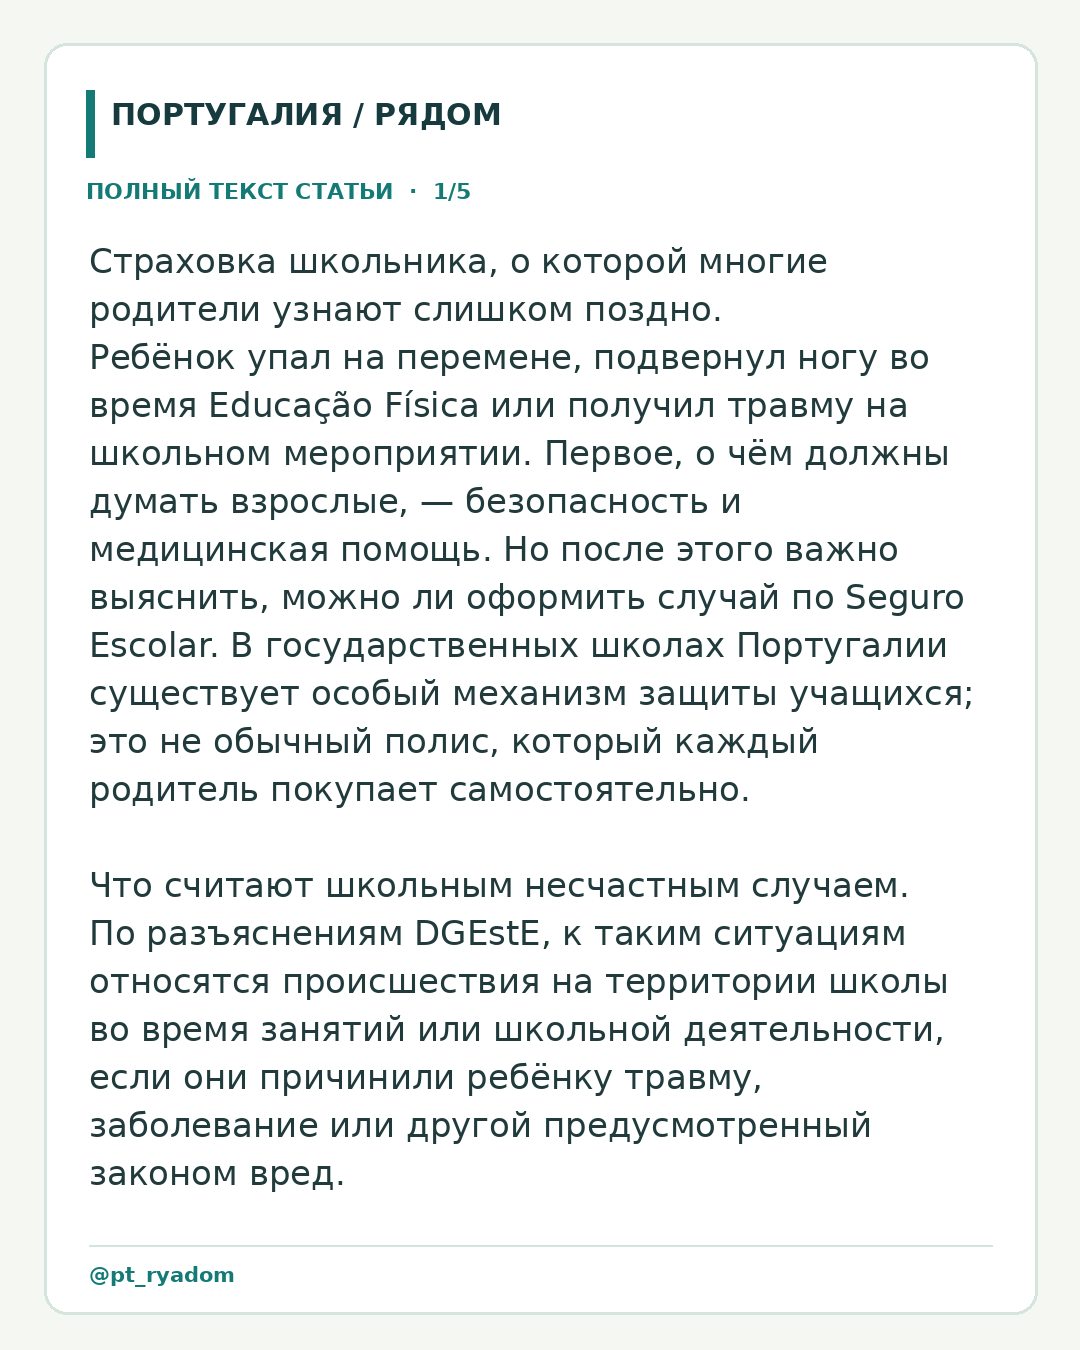 ПОРТУГАЛИЯ / РЯДОМ
ПОЛНЫЙ ТЕКСТ СТАТЬИ · 1/5
Страховка школьника, о которой многие
родители узнают слишком поздно.
Ребёнок упал на перемене, подвернул ногу во
время Educação Física или получил травму на
школьном мероприятии. Первое, о чём должны
думать взрослые, — безопасность и
медицинская помощь. Но после этого важно
выяснить, можно ли оформить случай по Seguro
Escolar. В государственных школах Португалии
существует особый механизм защиты учащихся;
это не обычный полис, который каждый
родитель покупает самостоятельно.
Что считают школьным несчастным случаем.
По разъяснениям DGEstE, к таким ситуациям
относятся происшествия на территории школы
во время занятий или школьной деятельности,
если они причинили ребёнку травму,
заболевание или другой предусмотренный
законом вред.
@pt_ryadom